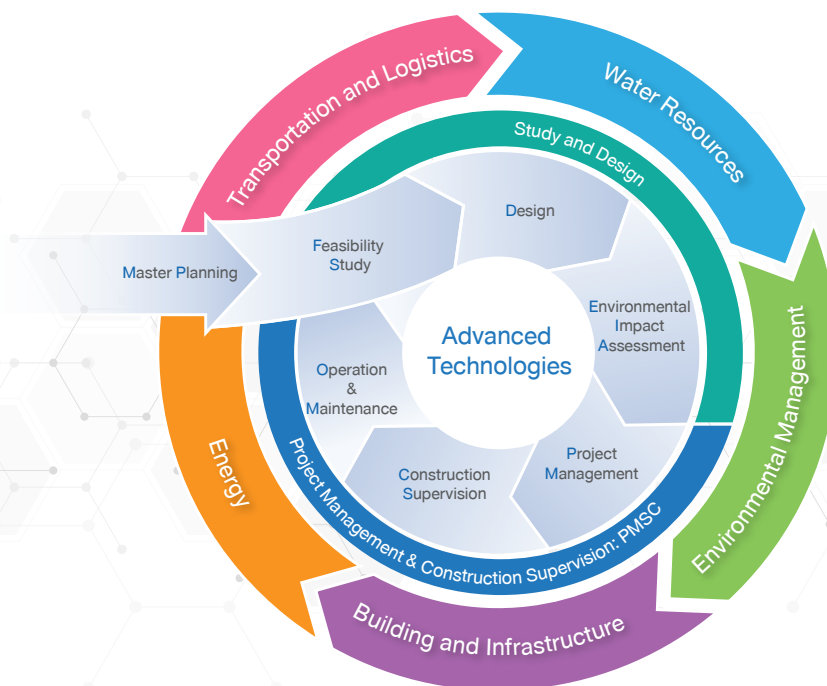 Transportation and Logistics
Water Resources
Study and Design
Design
Feasibility
Study
Master Planning
Environmental
Impact
Assessment
Advanced
Technologies
Operation
&
Maintenance
Project
Management
Construction
Supervision
Environmental Management
Energy
Project Management & Construction Supervision: PMSC
Building and Infrastructure